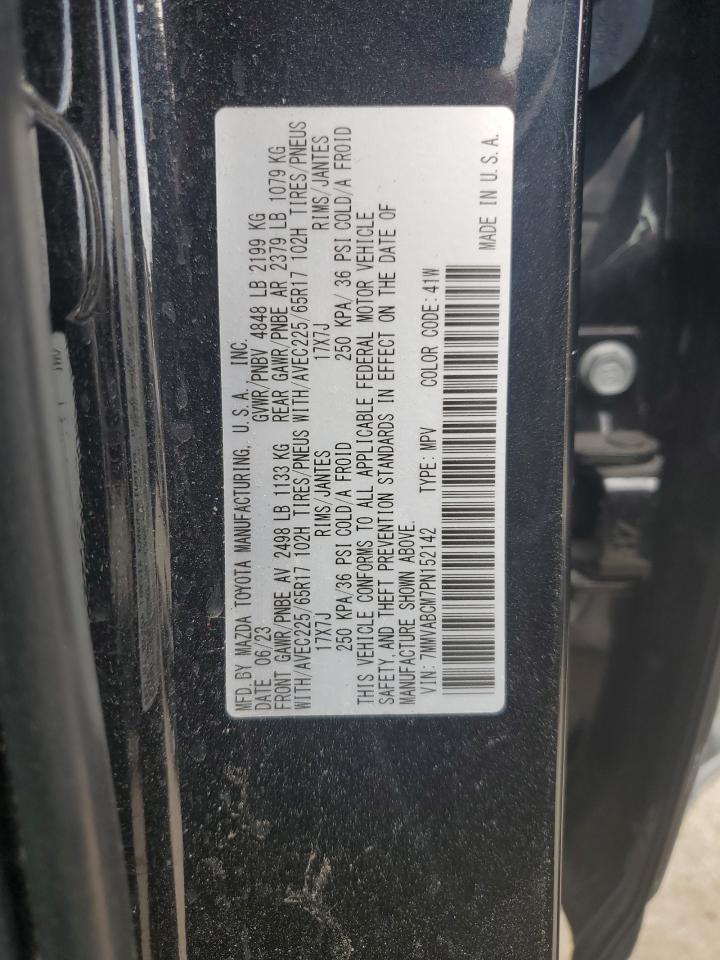 MFD. BY MAZDA TOYOTA MANUFACTURING, U.S.A., INC.
DATE 06/23 GVWR/PNBV 4848 LB 2199 KG
FRONT GAWR/PNBE AV 2498 LB 1133 KG REAR GAWR/PNBE AR 2379 LB 1079 KG
WITH/AVEC225/65R17 102H TIRES/PNEUS WITH/AVEC225/65R17 102H TIRES/PNEUS
17X7J RIMS/JANTES 17X7J RIMS/JANTES
250 KPA/36 PSI COLD/A FROID 250 KPA/ 36 PSI COLD/A FROID
THIS VEHICLE CONFORMS TO ALL APPLICABLE FEDERAL MOTOR VEHICLE
SAFETY AND THEFT PREVENTION STANDARDS IN EFFECT ON THE DATE OF
MANUFACTURE SHOWN ABOVE.
VIN: 7MMVABCM7PN152142 TYPE: MPV COLOR CODE: 41W
MADE IN U.S.A.